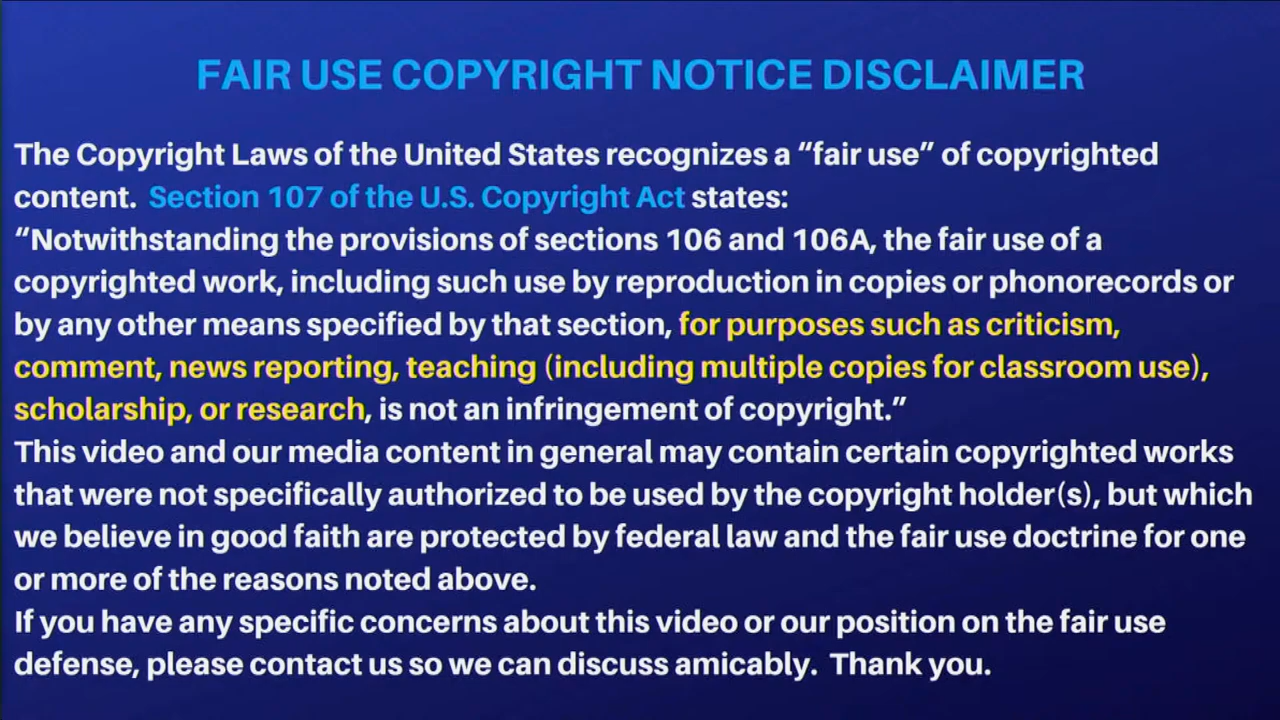 FAIR USE COPYRIGHT NOTICE DISCLAIMER
The Copyright Laws of the United States recognizes a “fair use” of copyrighted
content.  Section 107 of the U.S. Copyright Act states:
“Notwithstanding the provisions of sections 106 and 106A, the fair use of a
copyrighted work, including such use by reproduction in copies or phonorecords or
by any other means specified by that section, for purposes such as criticism,
comment, news reporting, teaching (including multiple copies for classroom use),
scholarship, or research, is not an infringement of copyright.”
This video and our media content in general may contain certain copyrighted works
that were not specifically authorized to be used by the copyright holder(s), but which
we believe in good faith are protected by federal law and the fair use doctrine for one
or more of the reasons noted above.
If you have any specific concerns about this video or our position on the fair use
defense, please contact us so we can discuss amicably.  Thank you.